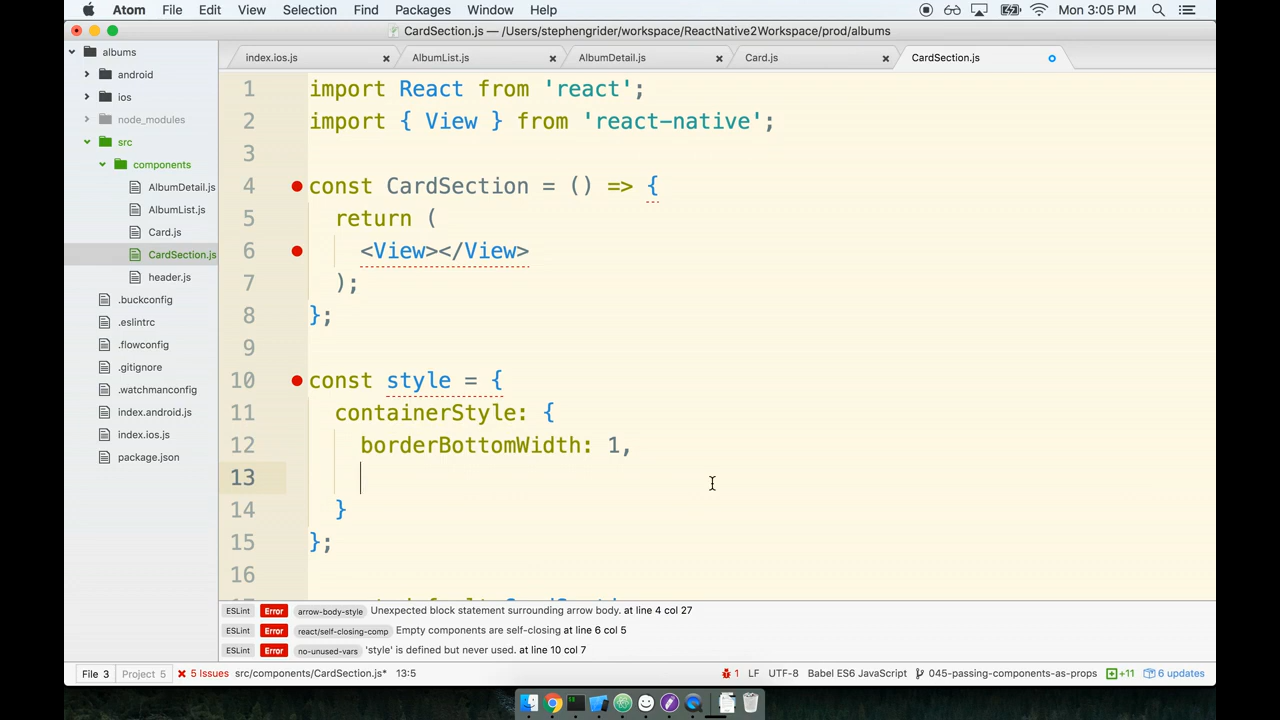 Atom File Edit View Selection Find Packages Window Help Mon 3:05 PM
CardSection.js — /Users/stephengrider/workspace/ReactNative2Workspace/prod/albums
albums
android
ios
node_modules
src
components
AlbumDetail.js
AlbumList.js
Card.js
CardSection.js
header.js
.buckconfig
.eslintrc
.flowconfig
.gitignore
.watchmanconfig
index.android.js
index.ios.js
package.json
index.ios.js AlbumList.js AlbumDetail.js Card.js CardSection.js
1 import React from 'react';
2 import { View } from 'react-native';
3
4 const CardSection = () => {
5 return (
6 <View></View>
7 );
8 };
9
10 const style = {
11 containerStyle: {
12 borderBottomWidth: 1,
13
14 }
15 };
16
ESLint Error arrow-body-style Unexpected block statement surrounding arrow body. at line 4 col 27
ESLint Error react/self-closing-comp Empty components are self-closing at line 6 col 5
ESLint Error no-unused-vars 'style' is defined but never used. at line 10 col 7
File 3 Project 5 5 Issues src/components/CardSection.js* 13:5 1 LF UTF-8 Babel ES6 JavaScript 045-passing-components-as-props +11 6 updates